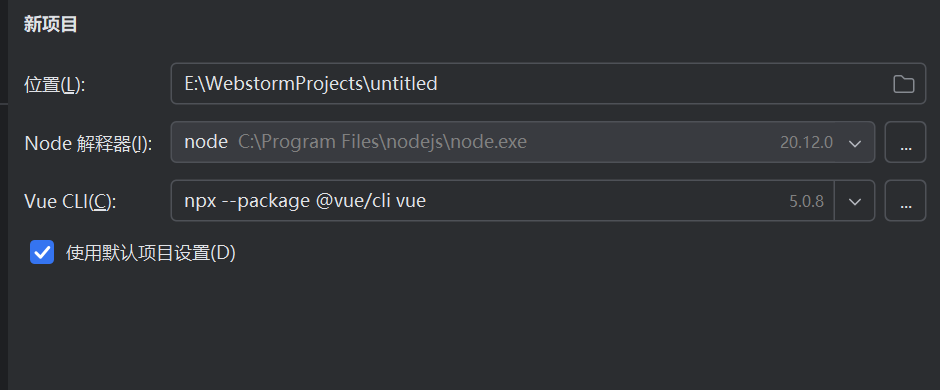 新项目
位置(L): E:\WebstormProjects\untitled
Node 解释器(I): node C:\Program Files\nodejs\node.exe 20.12.0 ...
Vue CLI(C): npx --package @vue/cli vue 5.0.8 ...
使用默认项目设置(D)